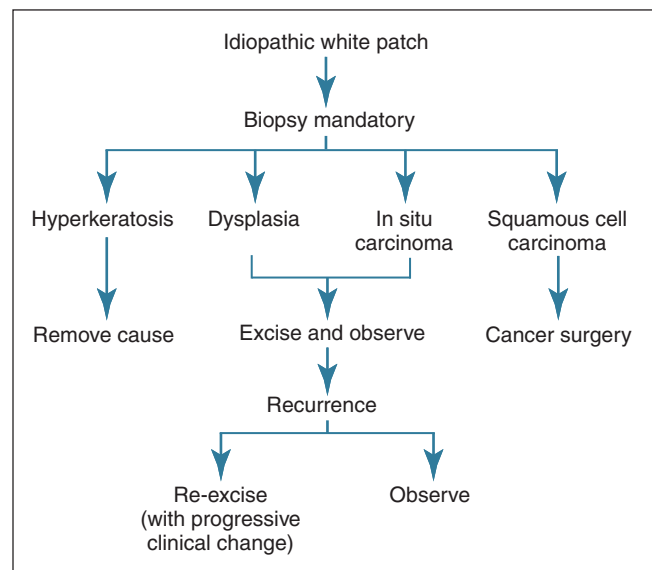 Idiopathic white patch
Biopsy mandatory
Hyperkeratosis
Dysplasia
In situ
carcinoma
Squamous cell
carcinoma
Remove cause
Excise and observe
Cancer surgery
Recurrence
Re-excise
(with progressive
clinical change)
Observe